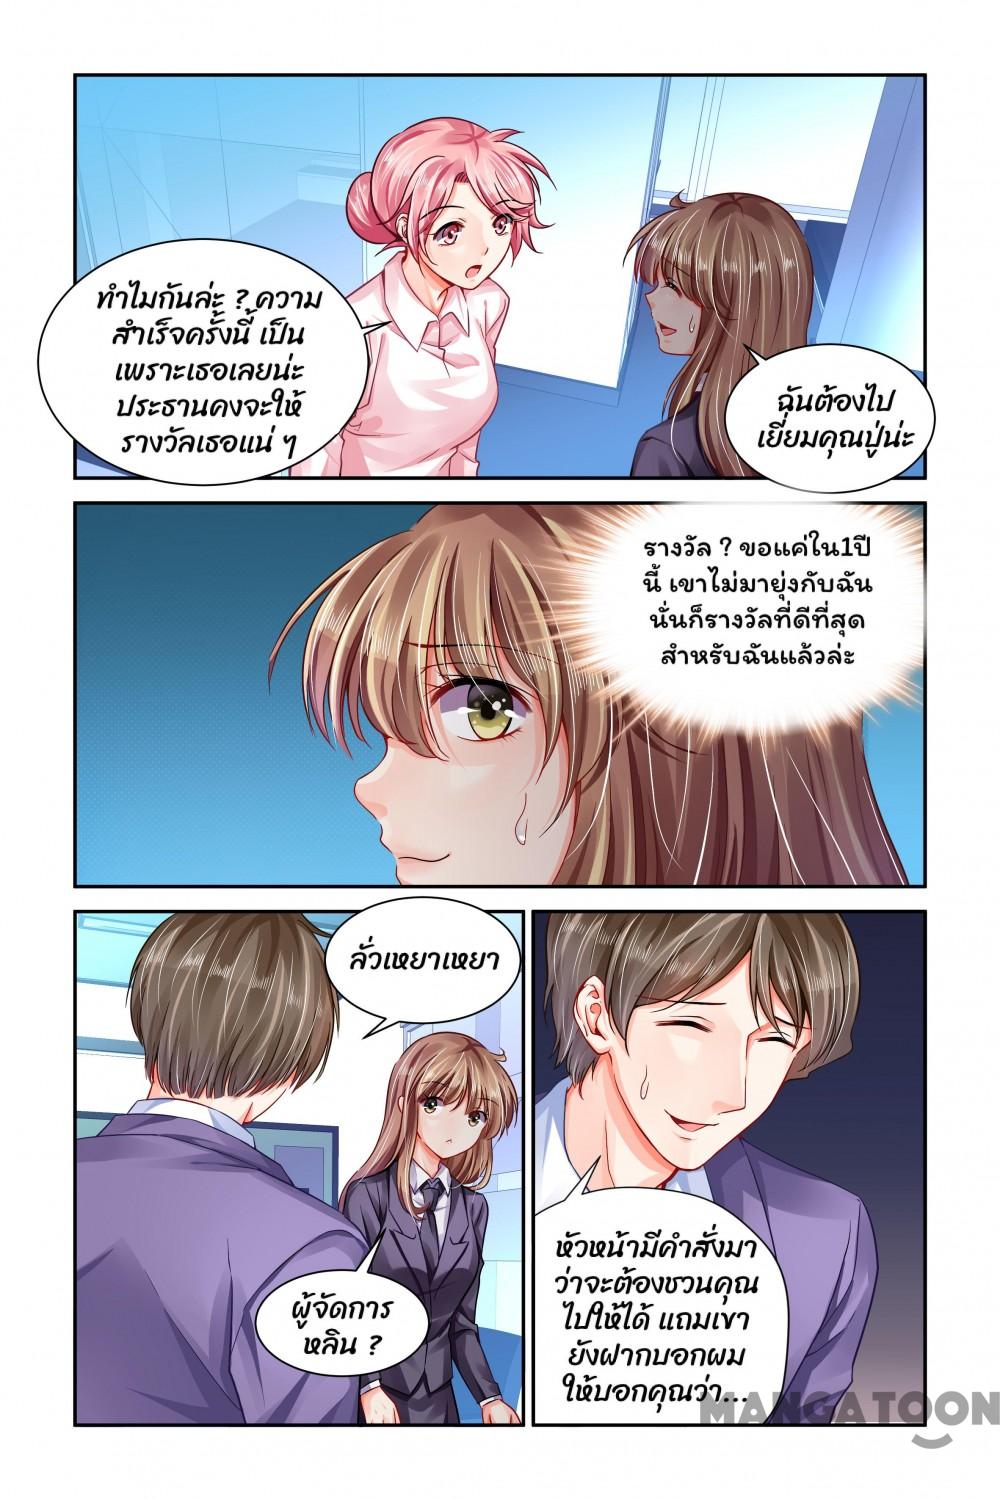 ทำไมกันล่ะ ? ความ
สำเร็จครั้งนี้ เป็น
เพราะเธอเลยน่ะ
ประธานคงจะให้
รางวัลเธอแน่ ๆ
ฉันต้องไป
เยี่ยมคุณปู่น่ะ
รางวัล ? ขอแค่ใน1ปี
นี้ เขาไม่มายุ่งกับฉัน
นั่นก็รางวัลที่ดีที่สุด
สำหรับฉันแล้วล่ะ
ลั่วเหยาเหยา
ผู้จัดการ
หลิน ?
หัวหน้ามีคำสั่งมา
ว่าจะต้องชวนคุณ
ไปให้ได้ แถมเขา
ยังฝากบอกผม
ให้บอกคุณว่า...
MANGATOON